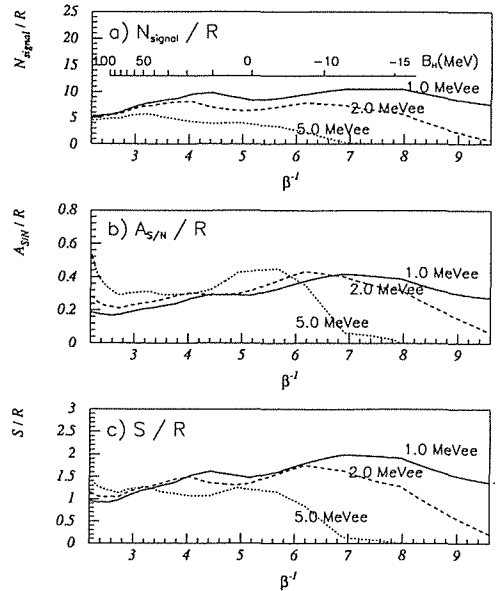 N_signal / R
25
20
15
10
5
0
a) N_signal / R
100 50 20 0 -10 -15 B_H(MeV)
1.0 MeVee
2.0 MeVee
5.0 MeVee
3 4 5 6 7 8 9
β^-1
A_S/N / R
0.8
0.6
0.4
0.2
0
b) A_S/N / R
1.0 MeVee
2.0 MeVee
5.0 MeVee
3 4 5 6 7 8 9
β^-1
S / R
3
2.5
2
1.5
1
0.5
0
c) S / R
1.0 MeVee
2.0 MeVee
5.0 MeVee
3 4 5 6 7 8 9
β^-1